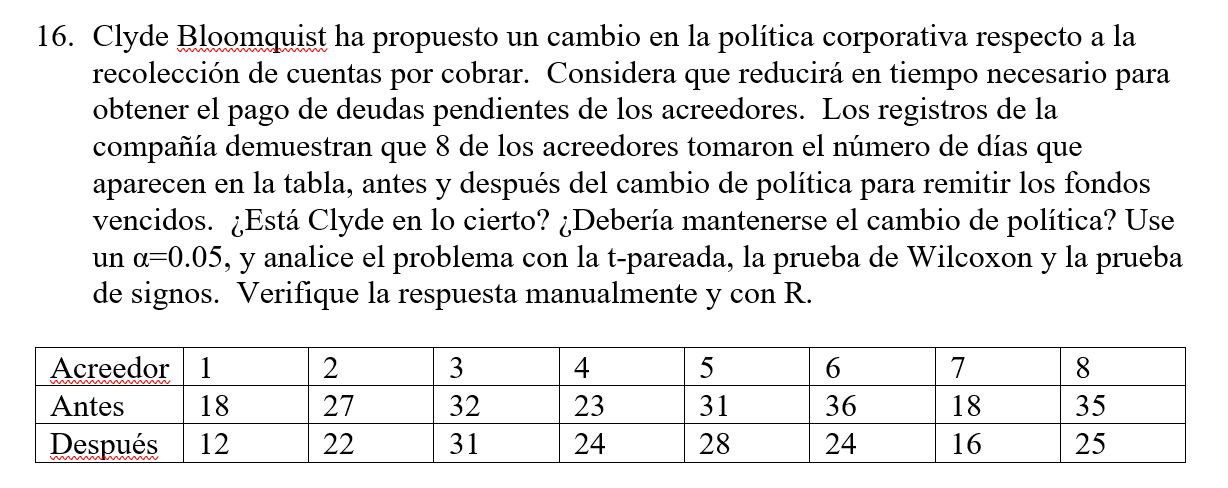 16. Clyde Bloomquist ha propuesto un cambio en la política corporativa respecto a la
recolección de cuentas por cobrar. Considera que reducirá en tiempo necesario para
obtener el pago de deudas pendientes de los acreedores. Los registros de la
compañía demuestran que 8 de los acreedores tomaron el número de días que
aparecen en la tabla, antes y después del cambio de política para remitir los fondos
vencidos. ¿Está Clyde en lo cierto? ¿Debería mantenerse el cambio de política? Use
un α=0.05, y analice el problema con la t-pareada, la prueba de Wilcoxon y la prueba
de signos. Verifique la respuesta manualmente y con R.
Acreedor 1 2 3 4 5 6 7 8
Antes 18 27 32 23 31 36 18 35
Después 12 22 31 24 28 24 16 25